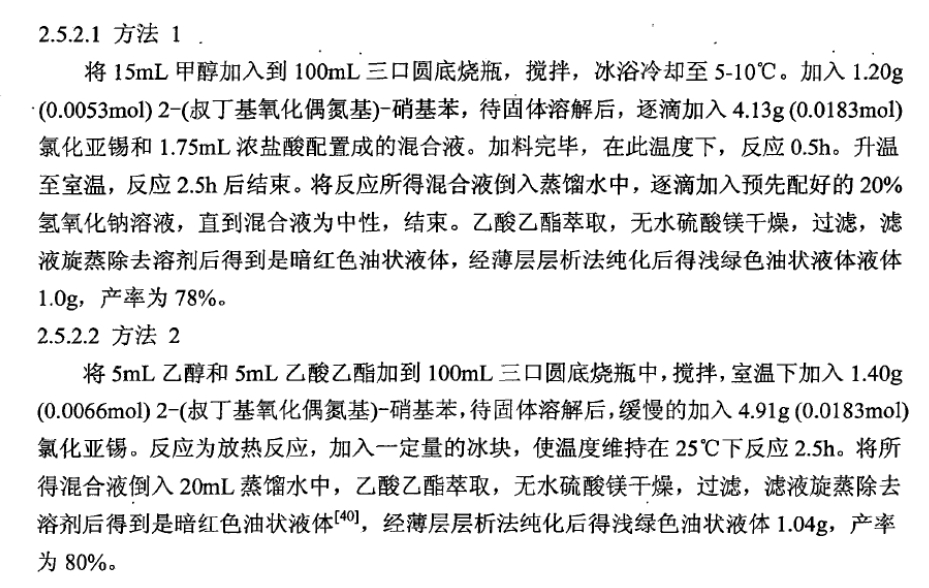 2.5.2.1 方法 1
将 15mL 甲醇加入到 100mL 三口圆底烧瓶，搅拌，冰浴冷却至 5-10℃。加入 1.20g
(0.0053mol) 2-(叔丁基氧化偶氮基)-硝基苯，待固体溶解后，逐滴加入 4.13g (0.0183mol)
氯化亚锡和 1.75mL 浓盐酸配置成的混合液。加料完毕，在此温度下，反应 0.5h。升温
至室温，反应 2.5h 后结束。将反应所得混合液倒入蒸馏水中，逐滴加入预先配好的 20%
氢氧化钠溶液，直到混合液为中性，结束。乙酸乙酯萃取，无水硫酸镁干燥，过滤，滤
液旋蒸除去溶剂后得到是暗红色油状液体，经薄层层析法纯化后得浅绿色油状液体液体
1.0g，产率为 78%。
2.5.2.2 方法 2
将 5mL 乙醇和 5mL 乙酸乙酯加到 100mL 三口圆底烧瓶中，搅拌，室温下加入 1.40g
(0.0066mol) 2-(叔丁基氧化偶氮基)-硝基苯，待固体溶解后，缓慢的加入 4.91g (0.0183mol)
氯化亚锡。反应为放热反应，加入一定量的冰块，使温度维持在 25℃下反应 2.5h。将所
得混合液倒入 20mL 蒸馏水中，乙酸乙酯萃取，无水硫酸镁干燥，过滤，滤液旋蒸除去
溶剂后得到是暗红色油状液体[40]，经薄层层析法纯化后得浅绿色油状液体 1.04g，产率
为 80%。